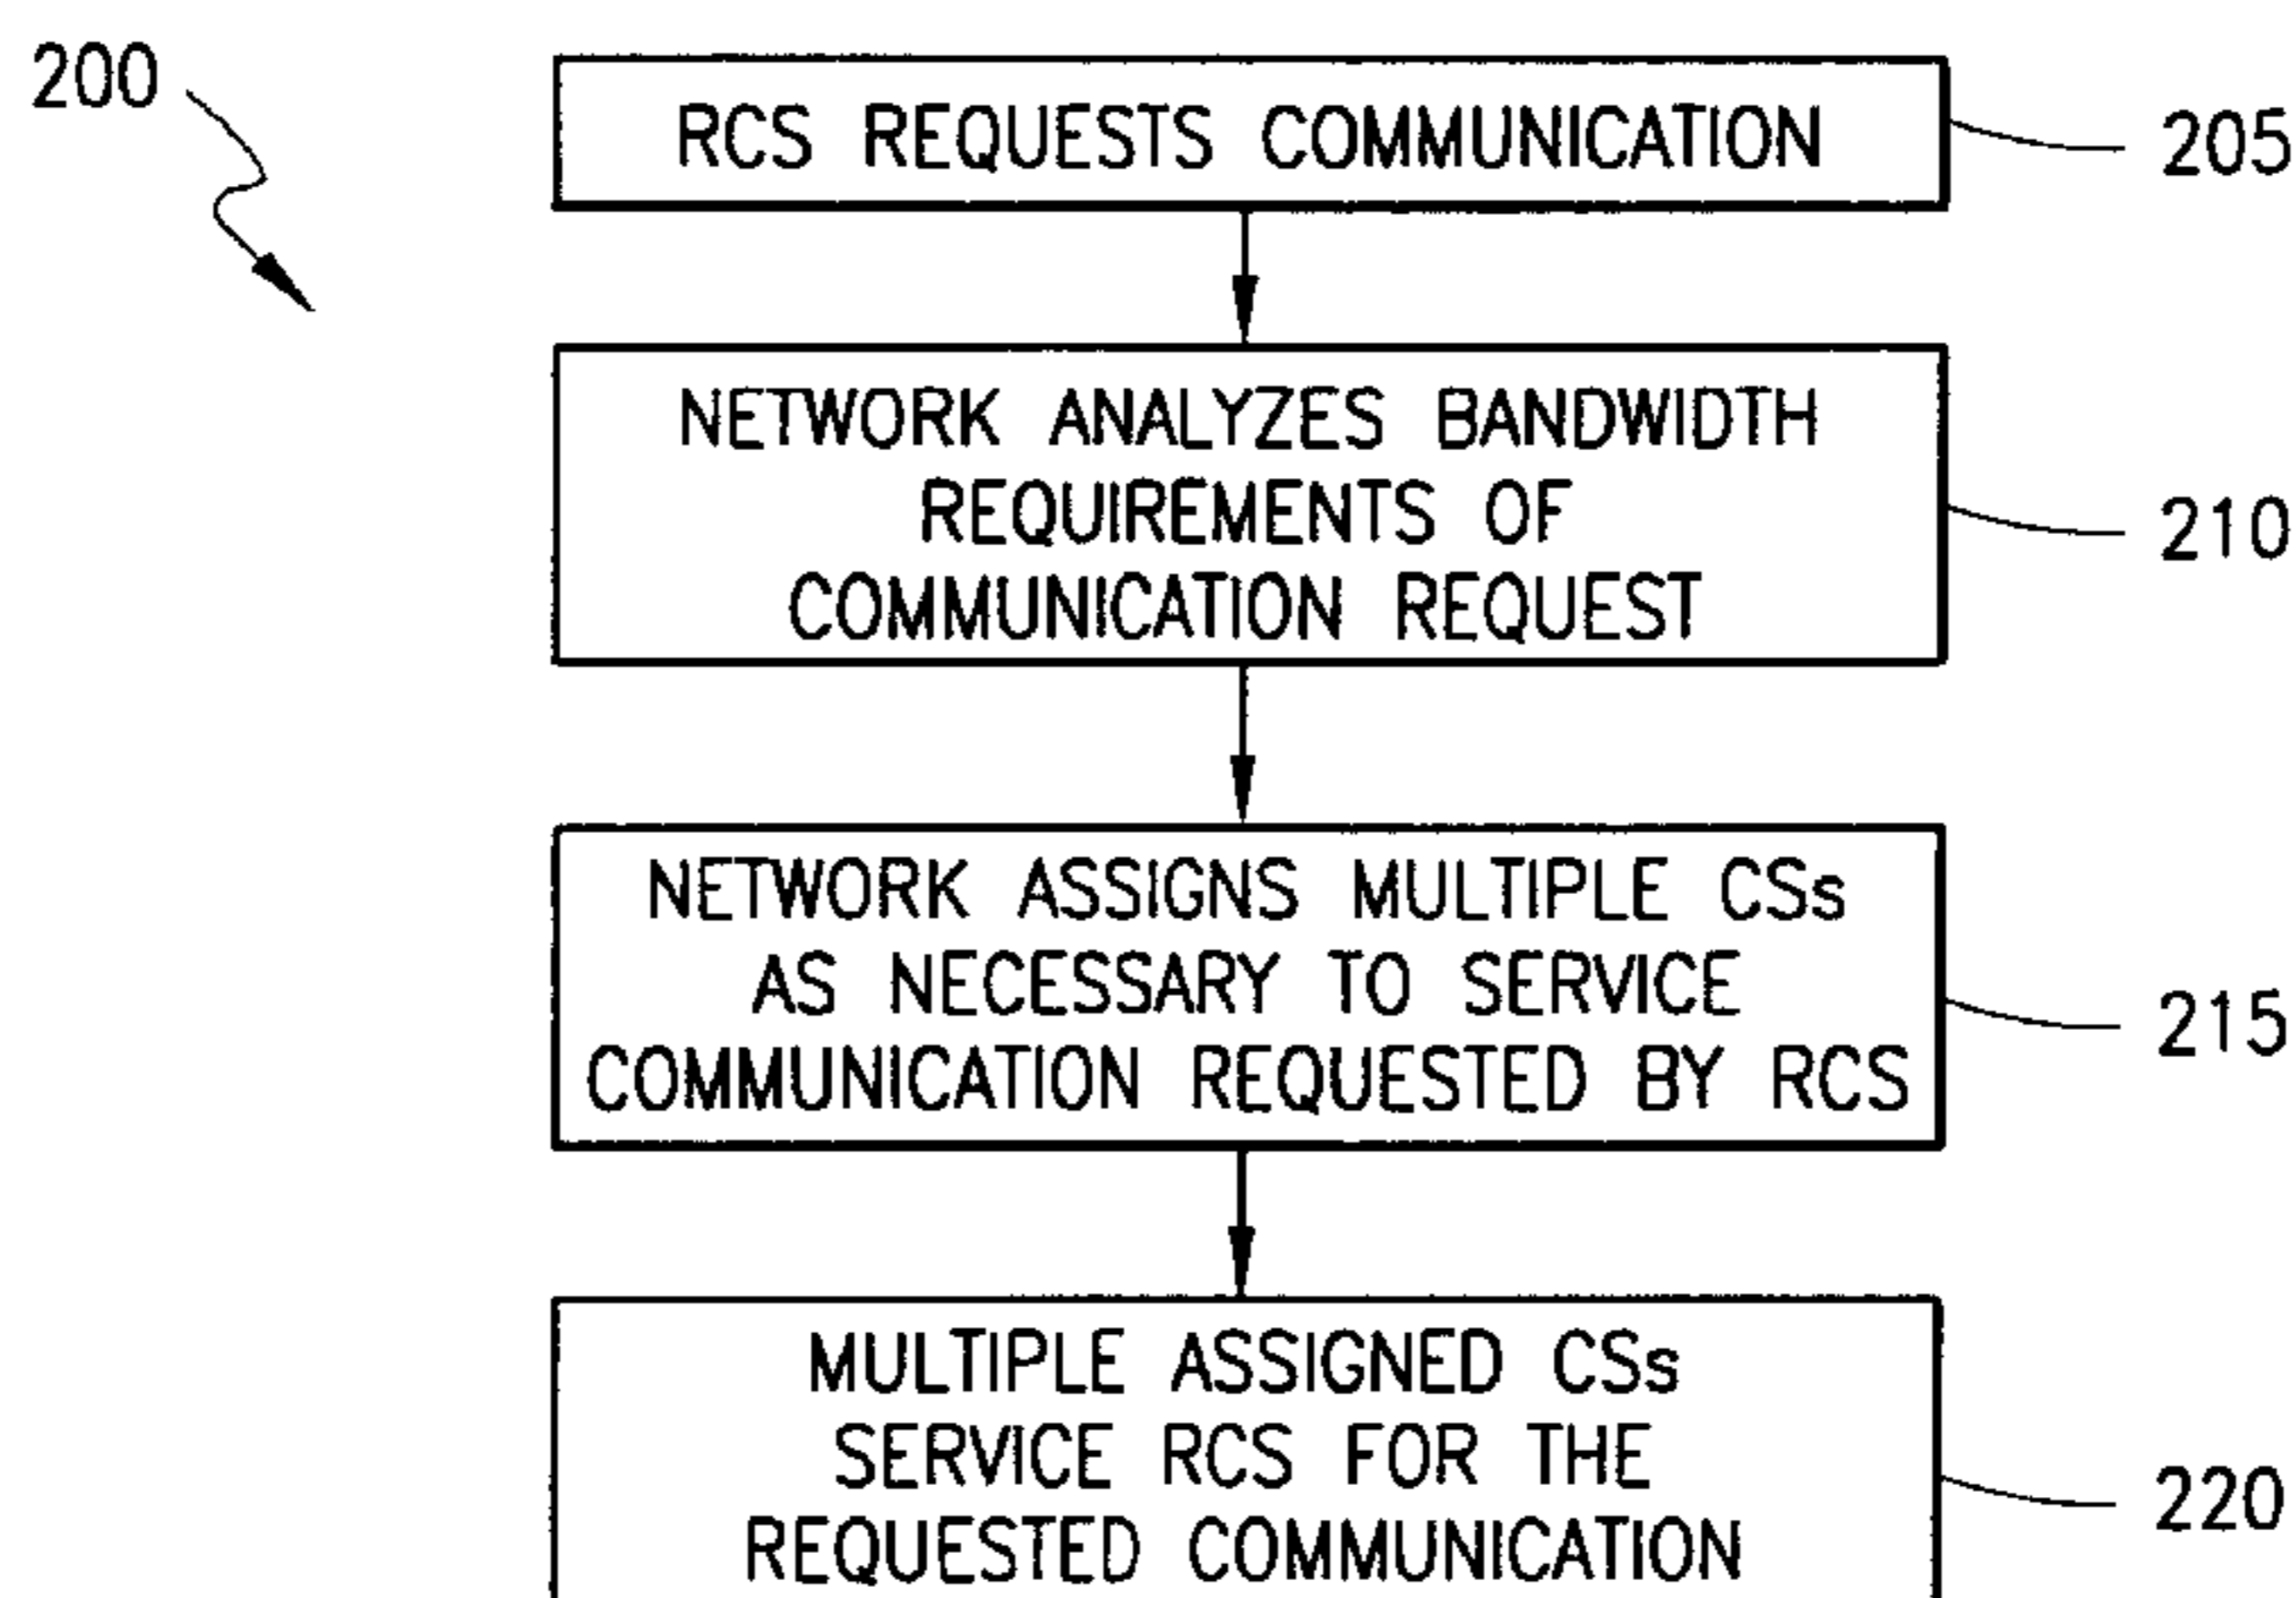 200
RCS REQUESTS COMMUNICATION
205
NETWORK ANALYZES BANDWIDTH
REQUIREMENTS OF
COMMUNICATION REQUEST
210
NETWORK ASSIGNS MULTIPLE CSs
AS NECESSARY TO SERVICE
COMMUNICATION REQUESTED BY RCS
215
MULTIPLE ASSIGNED CSs
SERVICE RCS FOR THE
REQUESTED COMMUNICATION
220